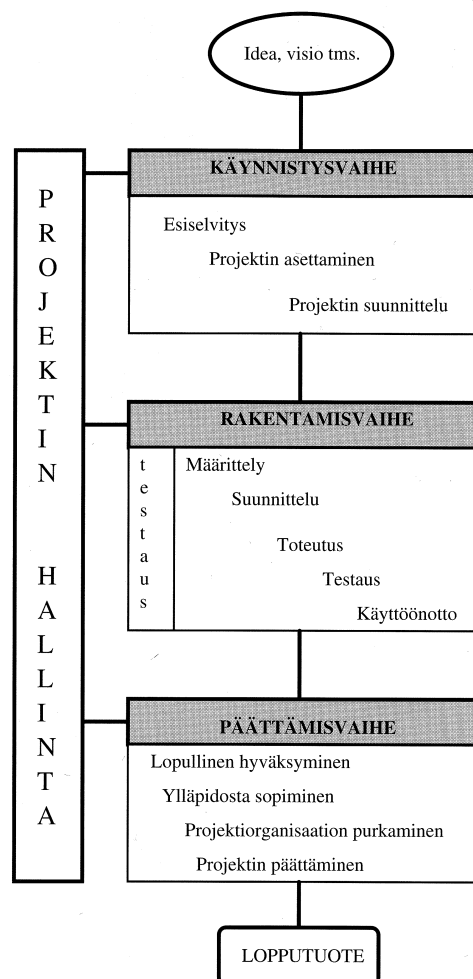 Idea, visio tms.
PROJEKTIN HALLINTA
KÄYNNISTYSVAIHE
Esiselvitys
Projektin asettaminen
Projektin suunnittelu
RAKENTAMISVAIHE
testaus
Määrittely
Suunnittelu
Toteutus
Testaus
Käyttöönotto
PÄÄTTÄMISVAIHE
Lopullinen hyväksyminen
Ylläpidosta sopiminen
Projektiorganisaation purkaminen
Projektin päättäminen
LOPPUTUOTE